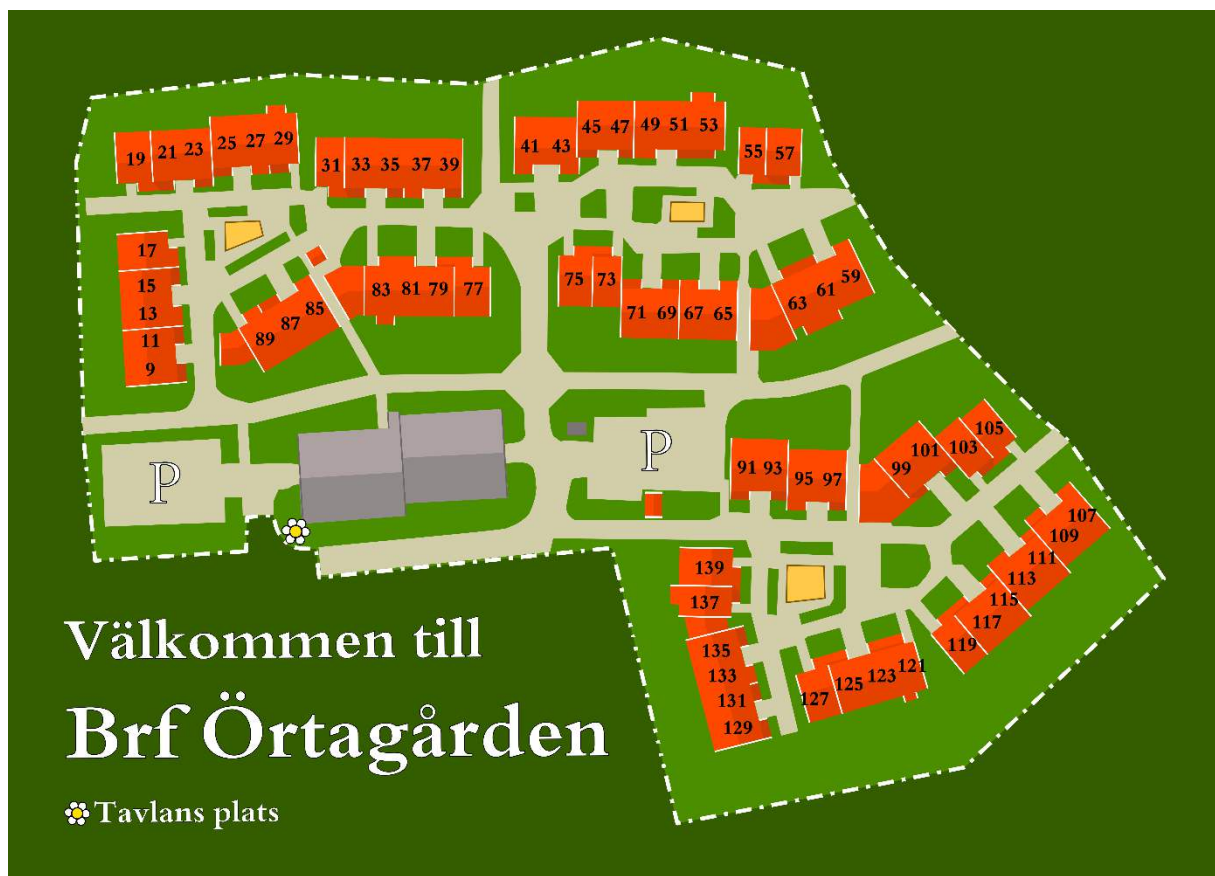 19 21 23 25 27 29
31 33 35 37 39
41 43 45 47 49 51 53
55 57
17
15
13
11
9
89 87 85
83 81 79 77
75 73
71 69 67 65
63 61 59
P
P
91 93 95 97
99 101 103 105
107
109
111
113
115
117
119
139
137
135
133
131
129
127 125 123 121
Välkommen till
Brf Örtagården
Tavlans plats